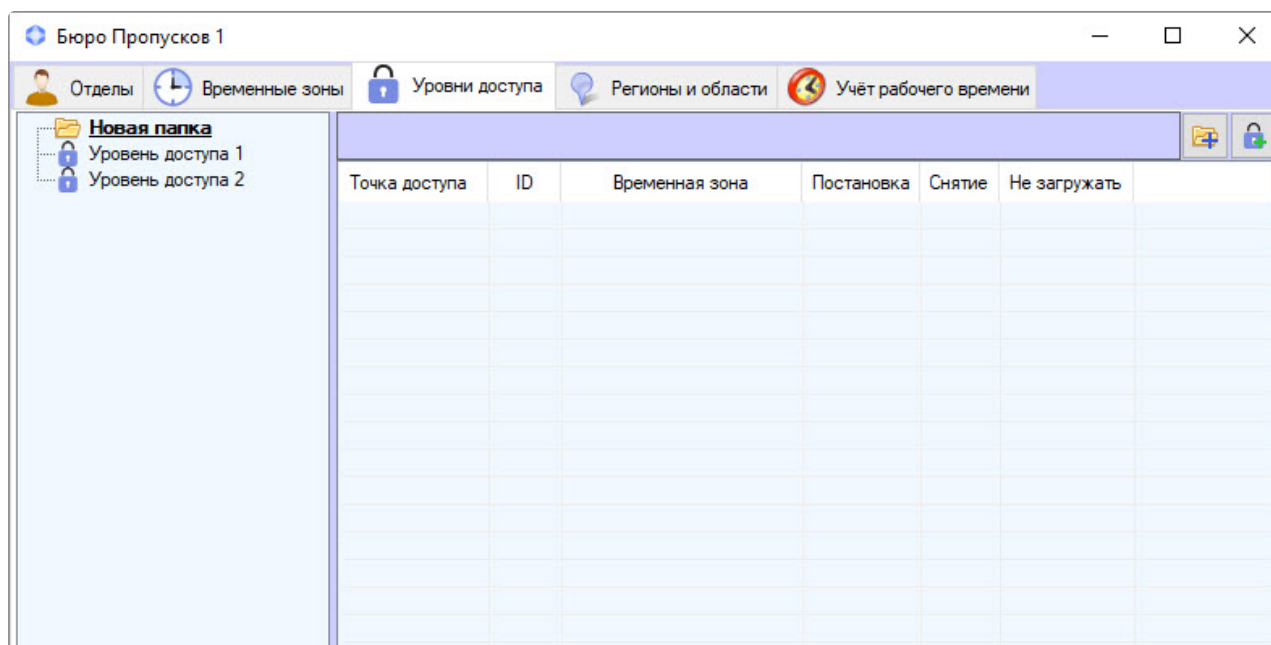 Бюро Пропусков 1
Отделы Временные зоны Уровни доступа Регионы и области Учёт рабочего времени
Новая папка
Уровень доступа 1
Уровень доступа 2
Точка доступа ID Временная зона Постановка Снятие Не загружать